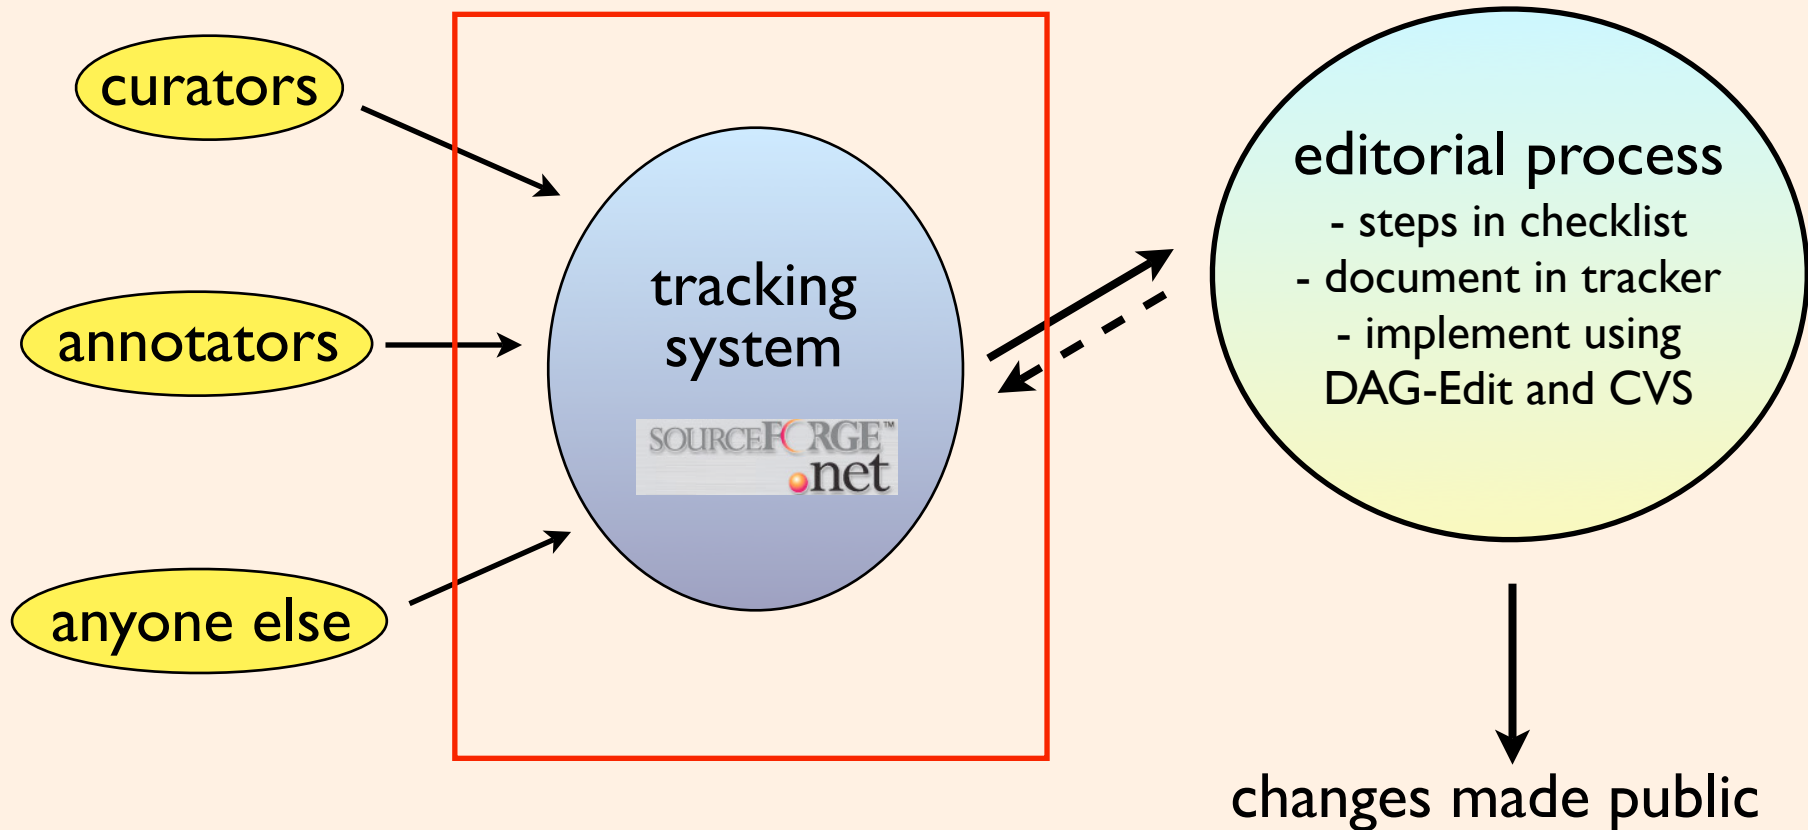 curators
annotators
anyone else
tracking
system
SOURCEFORGE™
.net
editorial process
- steps in checklist
- document in tracker
- implement using
DAG-Edit and CVS
changes made public